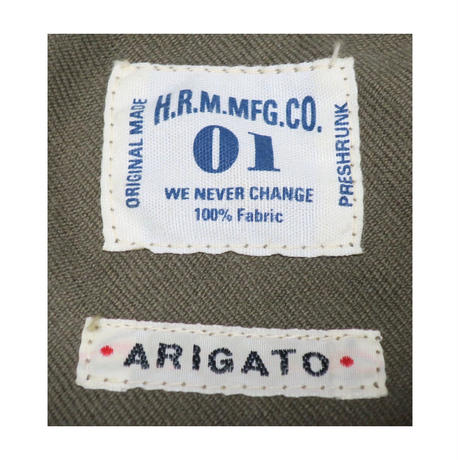 H.R.M.MFG.CO.
ORIGINAL MADE
01
PRESHRUNK
WE NEVER CHANGE
100% Fabric
• ARIGATO •